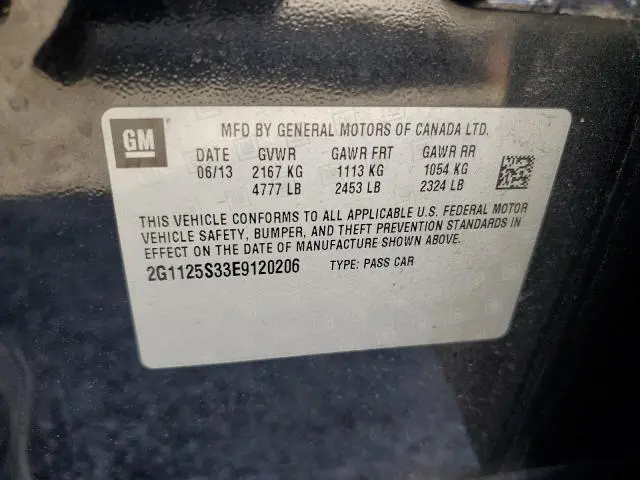 GM
MFD BY GENERAL MOTORS OF CANADA LTD.
DATE GVWR GAWR FRT GAWR RR
06/13 2167 KG 1113 KG 1054 KG
4777 LB 2453 LB 2324 LB
THIS VEHICLE CONFORMS TO ALL APPLICABLE U.S. FEDERAL MOTOR
VEHICLE SAFETY, BUMPER, AND THEFT PREVENTION STANDARDS IN
EFFECT ON THE DATE OF MANUFACTURE SHOWN ABOVE.
2G1125S33E9120206 TYPE: PASS CAR